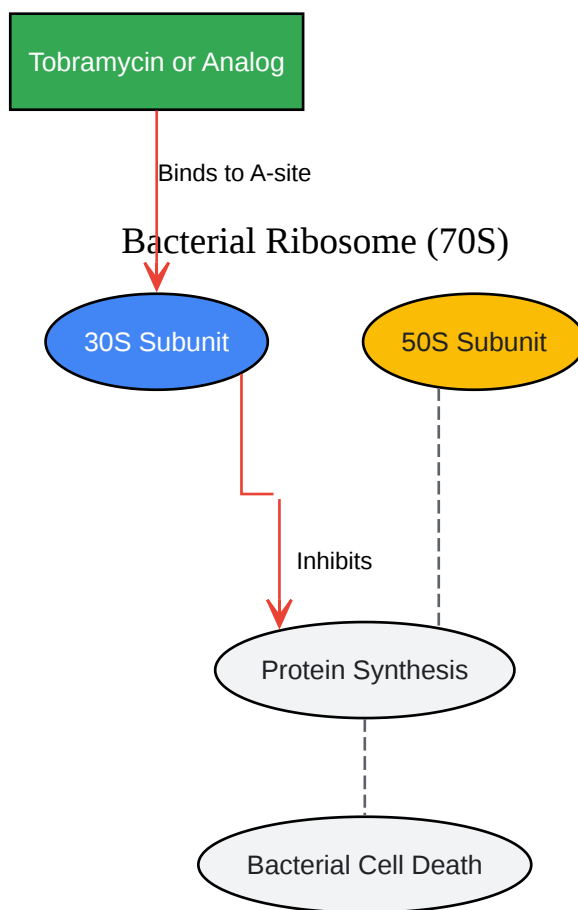 Tobramycin or Analog
Binds to A-site
Bacterial Ribosome (70S)
30S Subunit
50S Subunit
Inhibits
Protein Synthesis
Bacterial Cell Death